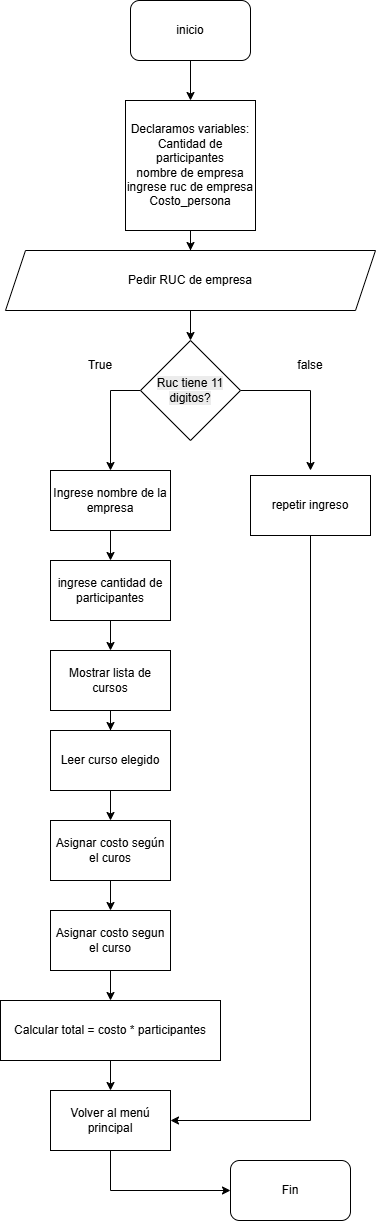 inicio
Declaramos variables:
Cantidad de
participantes
nombre de empresa
ingrese ruc de empresa
Costo_persona
Pedir RUC de empresa
True
false
Ruc tiene 11
digitos?
Ingrese nombre de la
empresa
repetir ingreso
ingrese cantidad de
participantes
Mostrar lista de
cursos
Leer curso elegido
Asignar costo según
el curos
Asignar costo segun
el curso
Calcular total = costo * participantes
Volver al menú
principal
Fin